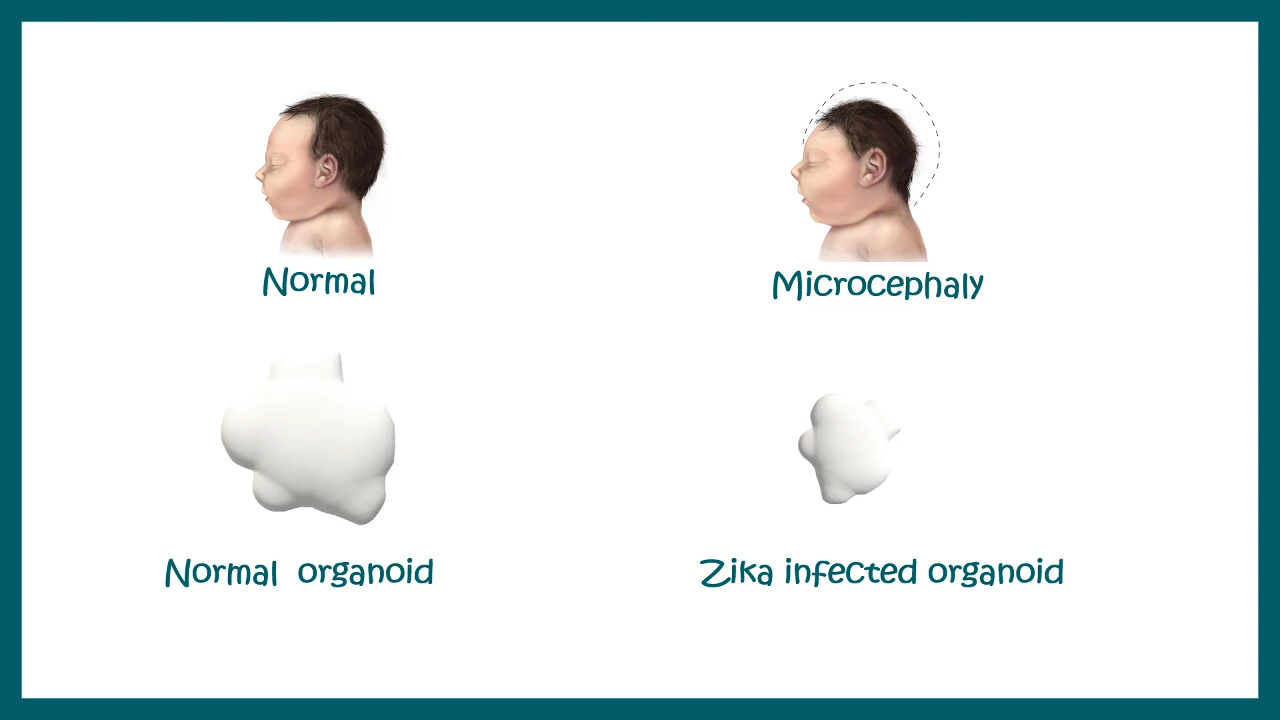 Normal
Microcephaly
Normal organoid
Zika infected organoid